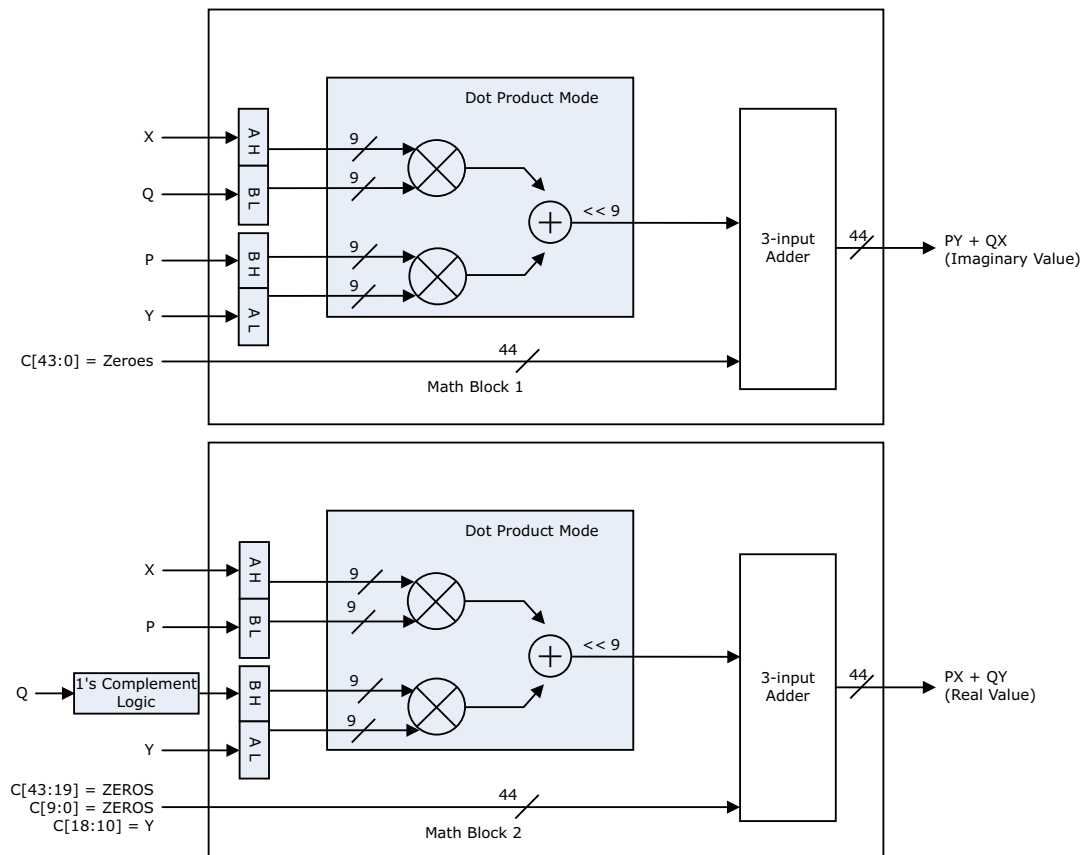 Dot Product Mode
X
A H
9
Q
B L
9
<< 9
3-input
Adder
44
PY + QX
(Imaginary Value)
P
B H
9
Y
A L
9
C[43:0] = Zeroes
44
Math Block 1
Dot Product Mode
X
A H
9
P
B L
9
<< 9
3-input
Adder
44
PX + QY
(Real Value)
Q
1's Complement
Logic
B H
9
Y
A L
9
C[43:19] = ZEROS
C[9:0] = ZEROS
C[18:10] = Y
44
Math Block 2